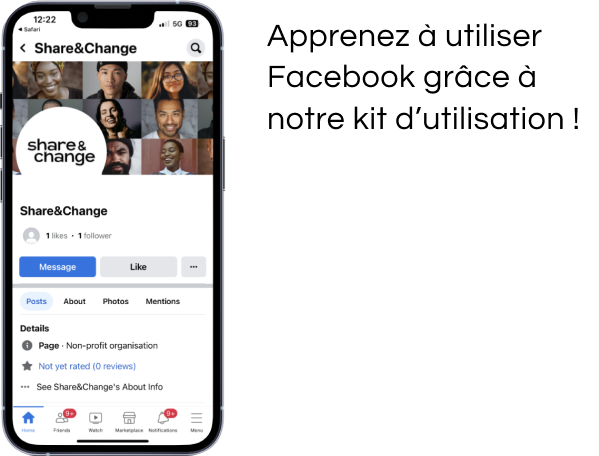 12:22
5G 93
Safari
Share&Change
share &
change
Share&Change
1 likes • 1 follower
Message
Like
Posts
About
Photos
Mentions
Details
Page · Non-profit organisation
Not yet rated (0 reviews)
See Share&Change's About Info
9+
9+
Home
Friends
Watch
Marketplace
Notifications
Menu
Apprenez à utiliser
Facebook grâce à
notre kit d’utilisation !